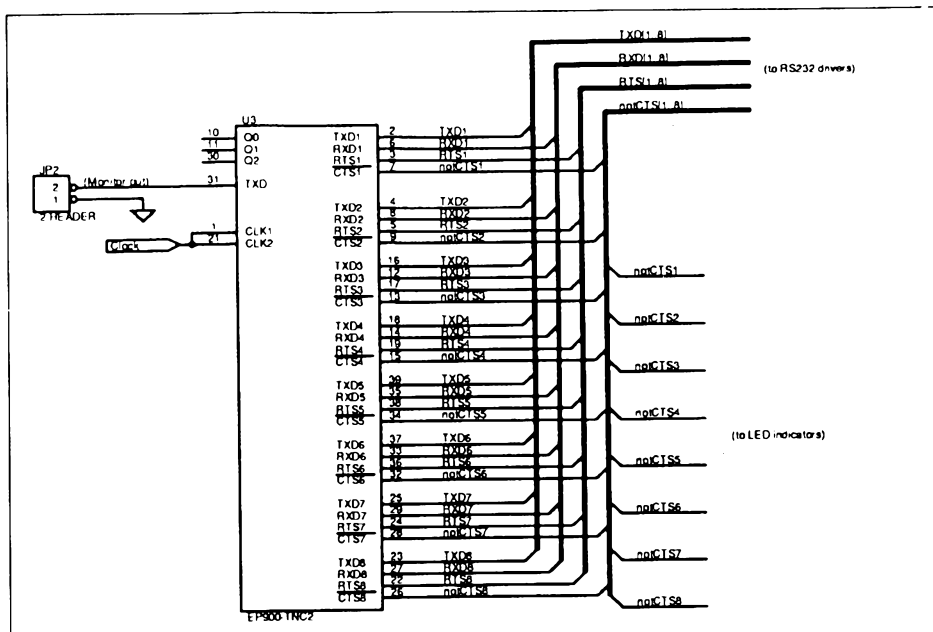 TXD(1..8)
RXD(1..8)
(to RS232 drivers)
RTS(1..8)
notCTS(1..8)
U3
10 Q0 TXD1 2 TXD1
11 Q1 RXD1 6 RXD1
30 Q2 RTS1 3 RTS1
CTS1 7 notCTS1
JP2
2 (Monitor out) 31 TXD
1
2 HEADER
TXD2 4 TXD2
RXD2 8 RXD2
RTS2 5 RTS2
CTS2 9 notCTS2
1 CLK1
Clock 21 CLK2
TXD3 16 TXD3
RXD3 12 RXD3
RTS3 17 RTS3
CTS3 13 notCTS3
notCTS1
TXD4 18 TXD4
RXD4 14 RXD4
RTS4 19 RTS4
CTS4 15 notCTS4
notCTS2
notCTS3
TXD5 39 TXD5
RXD5 35 RXD5
RTS5 38 RTS5
CTS5 34 notCTS5
notCTS4
(to LED indicators)
TXD6 37 TXD6
RXD6 33 RXD6
RTS6 36 RTS6
CTS6 32 notCTS6
notCTS5
TXD7 25 TXD7
RXD7 29 RXD7
RTS7 24 RTS7
CTS7 28 notCTS7
notCTS6
notCTS7
TXD8 23 TXD8
RXD8 27 RXD8
RTS8 22 RTS8
CTS8 26 notCTS8
notCTS8
EP900-TNC2